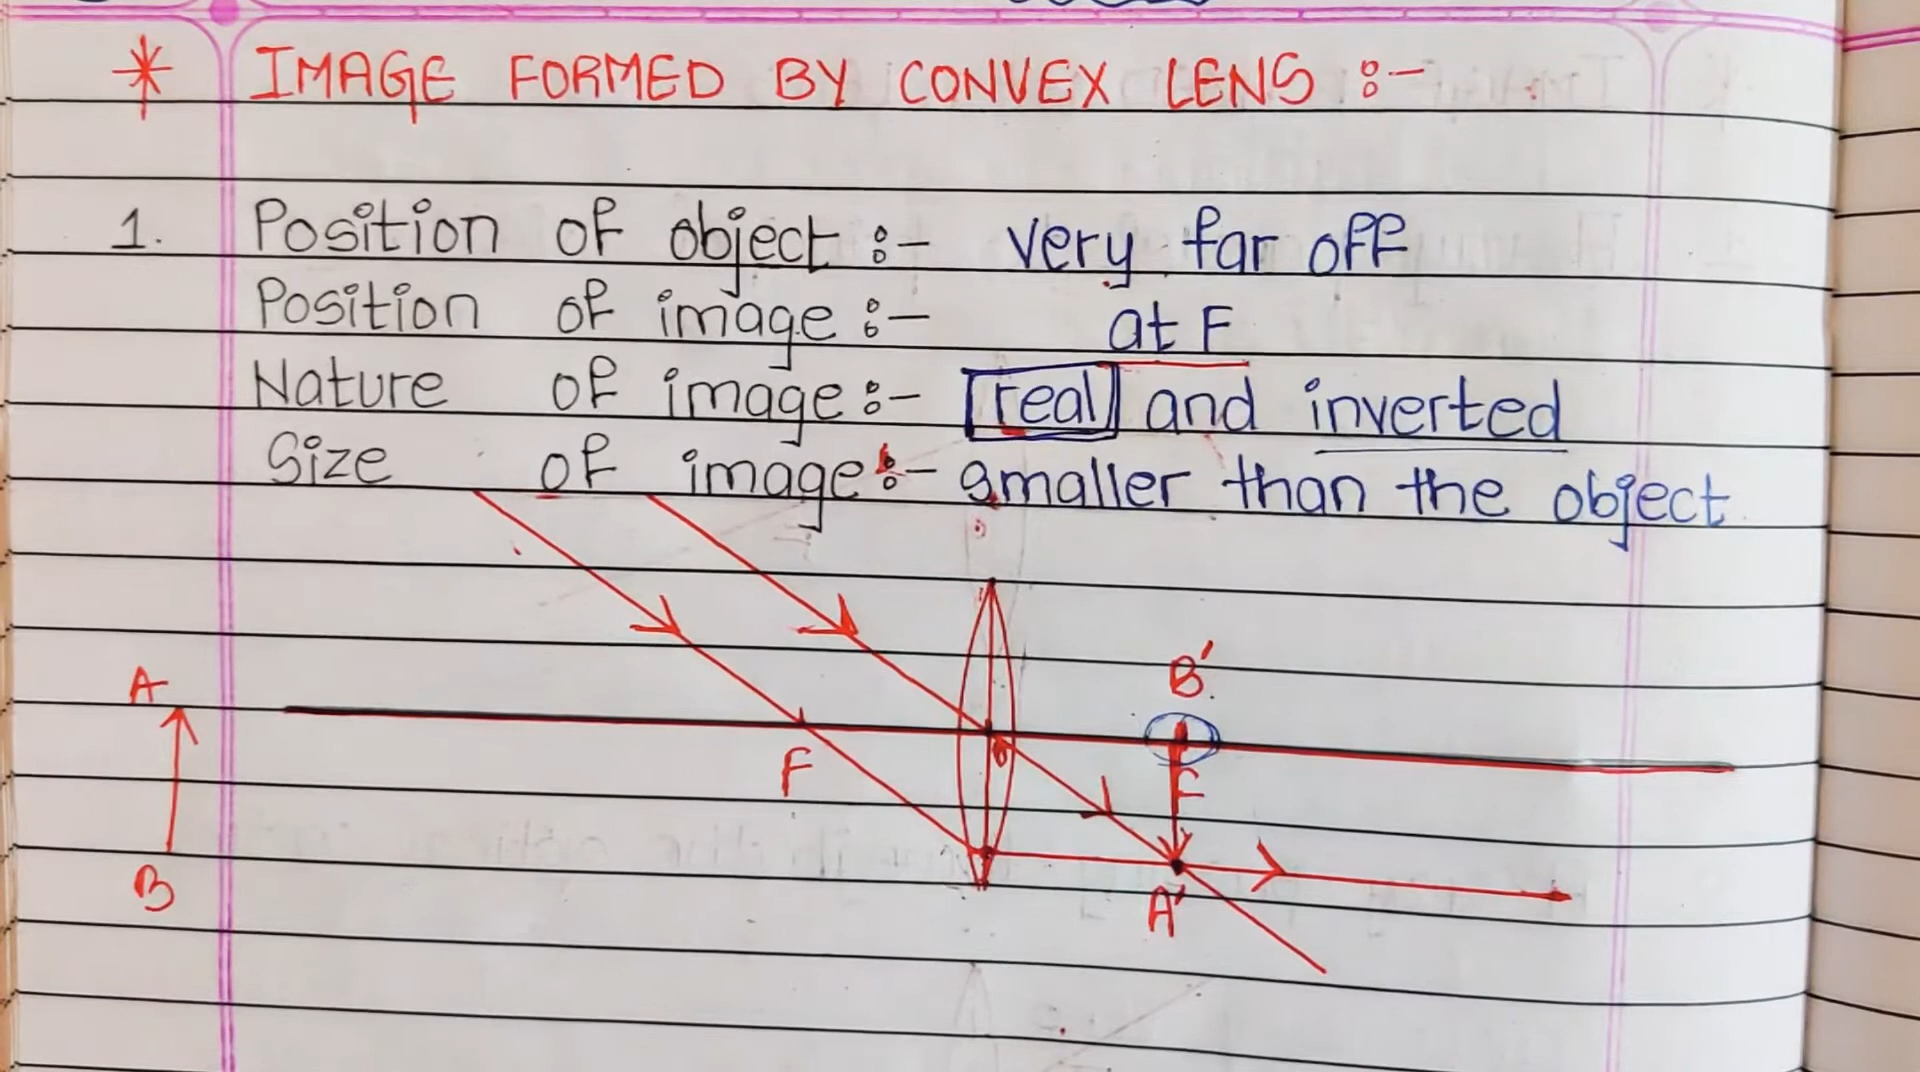 * IMAGE FORMED BY CONVEX LENS :-
1. Position of object :- very far off
Position of image :- at F
Nature of image :- real and inverted
Size of image :- smaller than the object
A
B'
F
F
B
A'